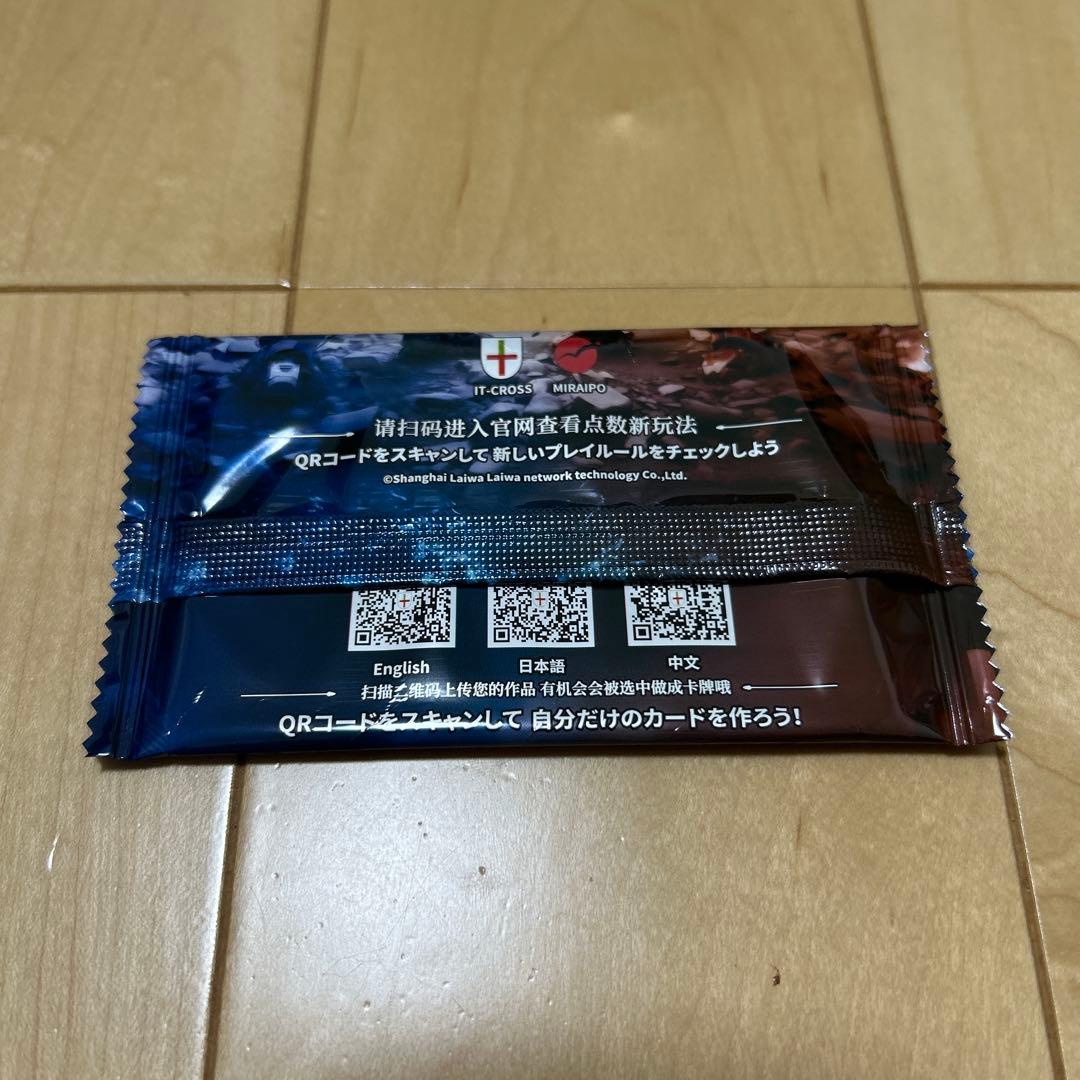 IT-CROSS MIRAIPO
请扫码进入官网查看点数新玩法
QRコードをスキャンして 新しいプレイルールをチェックしよう
©Shanghai Laiwa Laiwa network technology Co.,Ltd.
English 日本語 中文
扫描二维码上传您的作品 有机会会被选中做成卡牌哦
QRコードをスキャンして 自分だけのカードを作ろう!